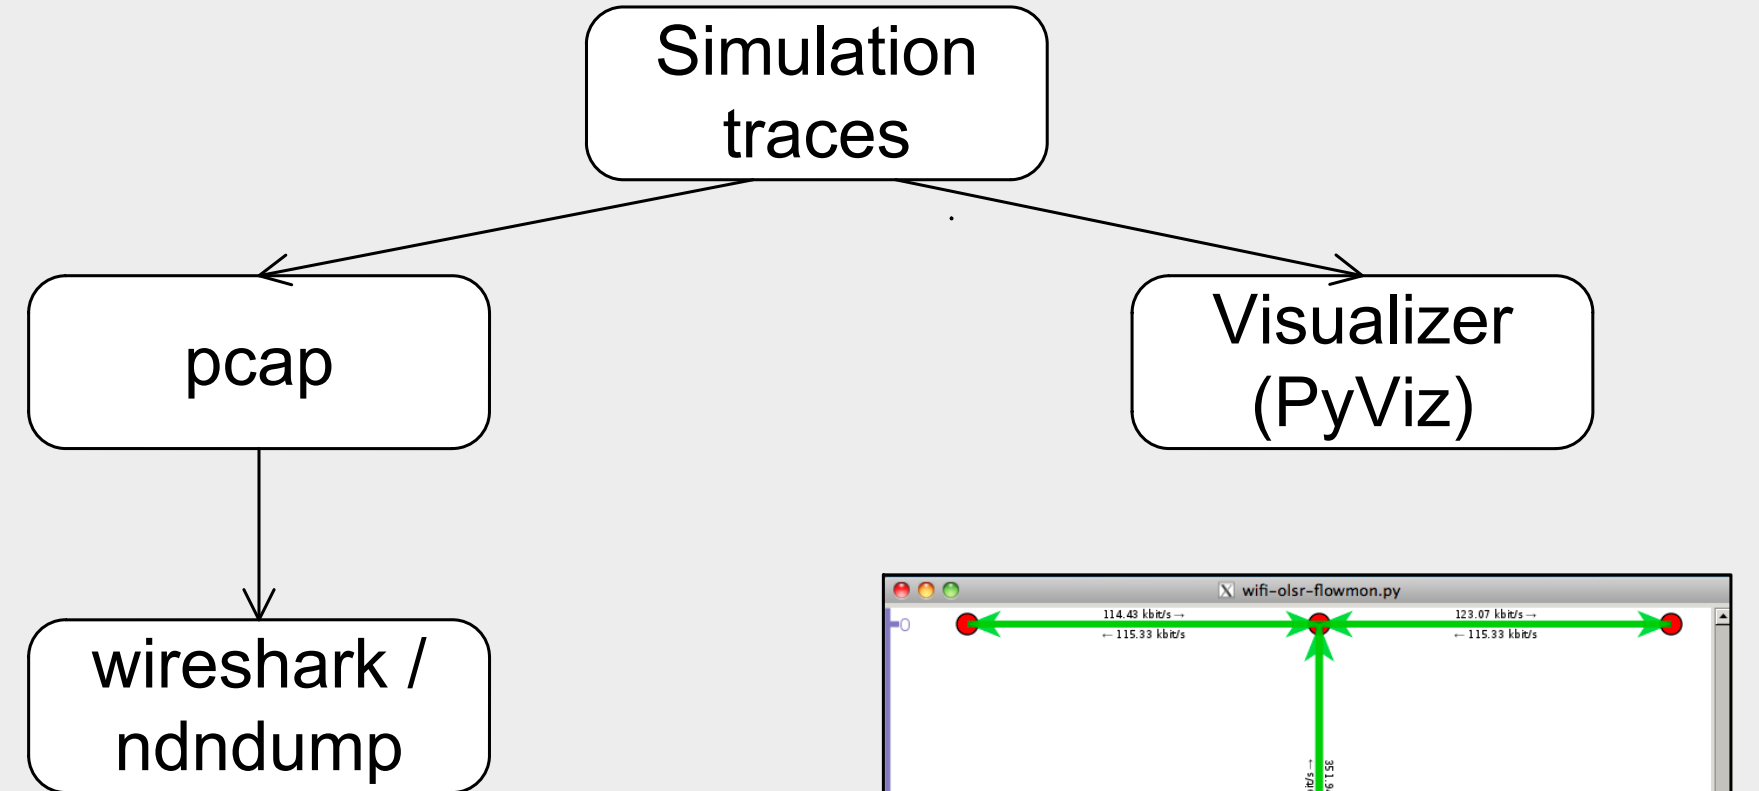 Simulation
traces
pcap
Visualizer
(PyViz)
wireshark /
ndndump
wifi-olsr-flowmon.py
0
114.43 kbit/s →
← 115.33 kbit/s
123.07 kbit/s →
← 115.33 kbit/s